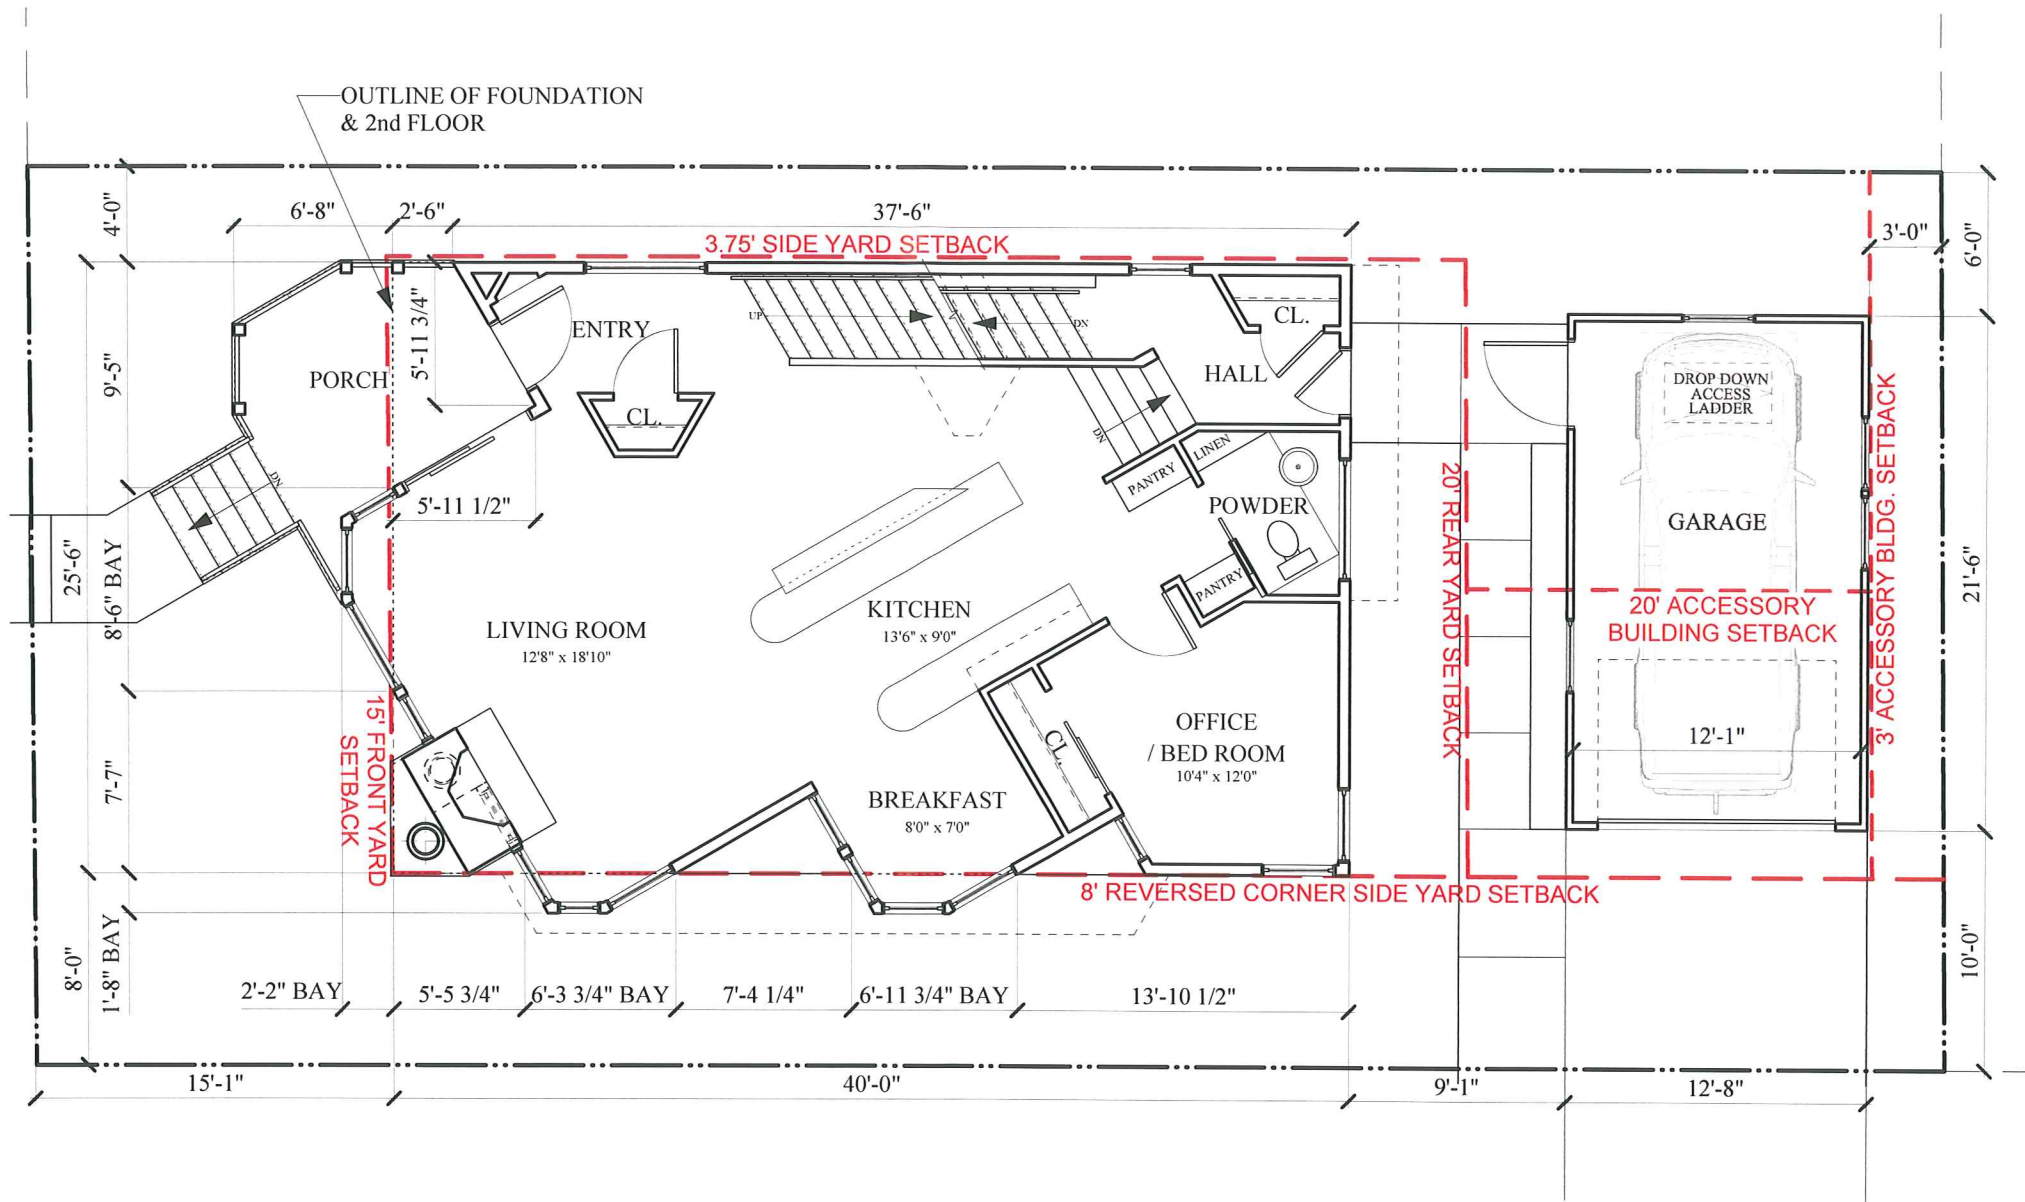 OUTLINE OF FOUNDATION
& 2nd FLOOR
4'-0"
6'-8"
2'-6"
37'-6"
3'-0"
6'-0"
3.75' SIDE YARD SETBACK
5'-11 3/4"
ENTRY
UP
DN
CL.
HALL
PORCH
9'-5"
CL.
DROP DOWN
ACCESS
LADDER
DN
LINEN
PANTRY
DN
5'-11 1/2"
POWDER
GARAGE
25'-6"
8'-6" BAY
21'-6"
20' REAR YARD SETBACK
3' ACCESSORY BLDG. SETBACK
PANTRY
KITCHEN
13'6" x 9'0"
20' ACCESSORY
BUILDING SETBACK
LIVING ROOM
12'8" x 18'10"
15' FRONT YARD
SETBACK
CL.
OFFICE
/ BED ROOM
10'4" x 12'0"
12'-1"
7'-7"
BREAKFAST
8'0" x 7'0"
8' REVERSED CORNER SIDE YARD SETBACK
8'-0"
1'-8" BAY
10'-0"
2'-2" BAY
5'-5 3/4"
6'-3 3/4" BAY
7'-4 1/4"
6'-11 3/4" BAY
13'-10 1/2"
15'-1"
40'-0"
9'-1"
12'-8"